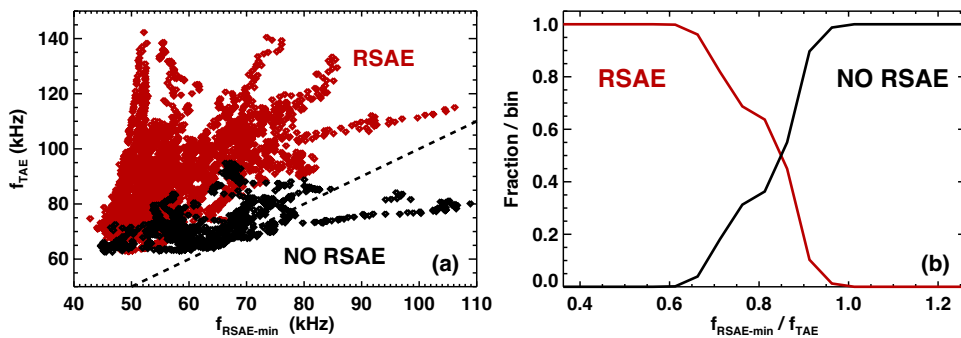 140
120
100
80
60
f_TAE (kHz)
RSAE
NO RSAE
(a)
40 50 60 70 80 90 100 110
f_RSAE-min (kHz)
1.0
0.8
0.6
0.4
0.2
0.0
Fraction / bin
RSAE
NO RSAE
(b)
0.4 0.6 0.8 1.0 1.2
f_RSAE-min / f_TAE